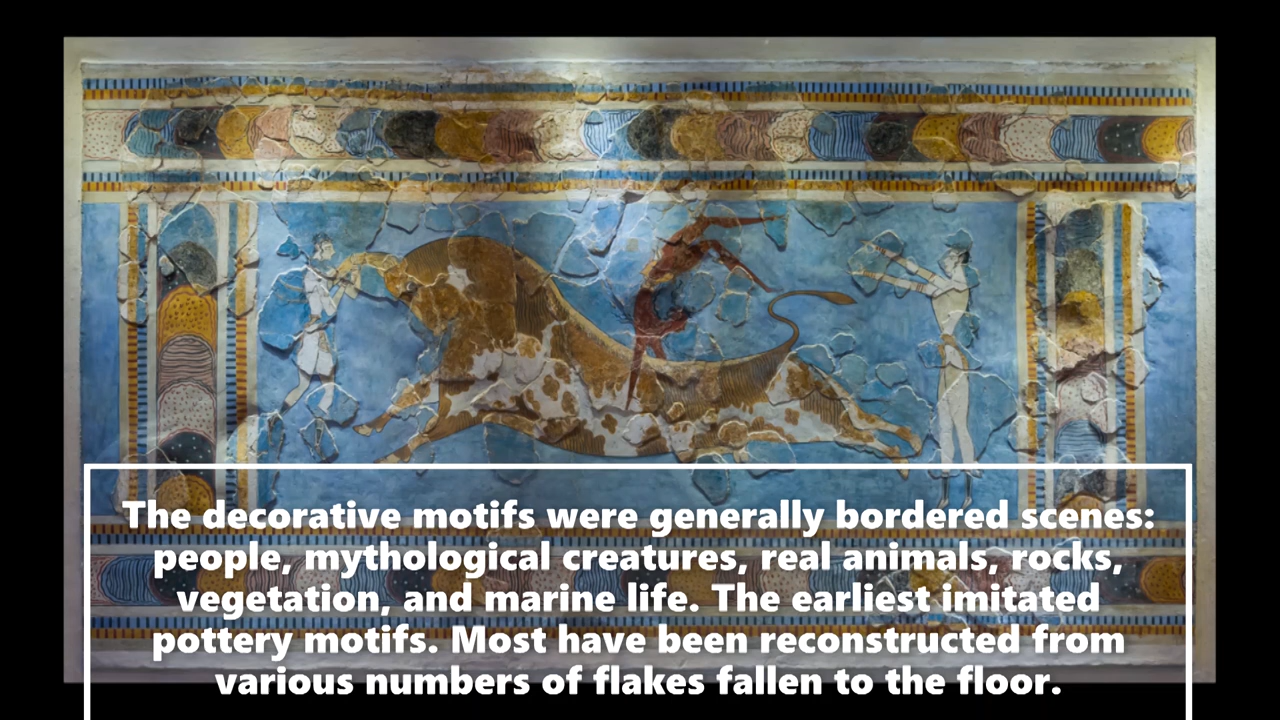 The decorative motifs were generally bordered scenes:
people, mythological creatures, real animals, rocks,
vegetation, and marine life. The earliest imitated
pottery motifs. Most have been reconstructed from
various numbers of flakes fallen to the floor.